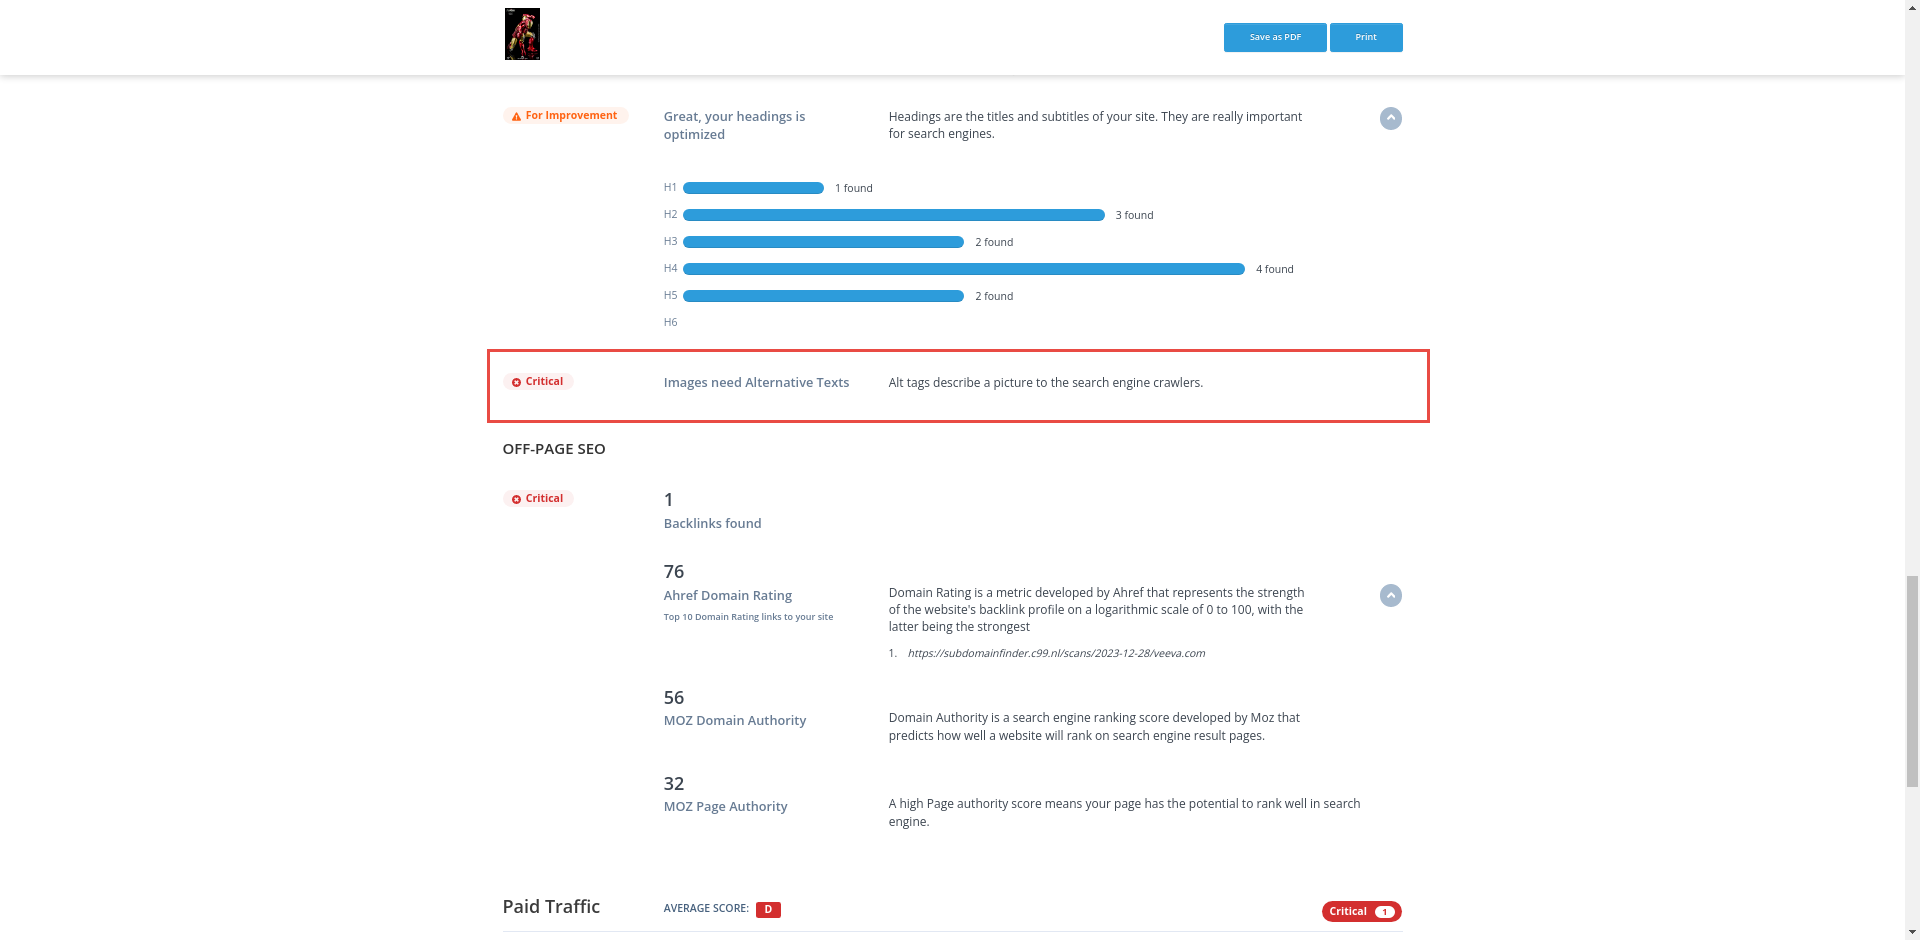 Save as PDF
Print
For Improvement
Great, your headings is
optimized
Headings are the titles and subtitles of your site. They are really important
for search engines.
H1 1 found
H2 3 found
H3 2 found
H4 4 found
H5 2 found
H6
Critical
Images need Alternative Texts
Alt tags describe a picture to the search engine crawlers.
OFF-PAGE SEO
Critical
1
Backlinks found
76
Ahref Domain Rating
Top 10 Domain Rating links to your site
Domain Rating is a metric developed by Ahref that represents the strength
of the website's backlink profile on a logarithmic scale of 0 to 100, with the
latter being the strongest
1. https://subdomainfinder.c99.nl/scans/2023-12-28/veeva.com
56
MOZ Domain Authority
Domain Authority is a search engine ranking score developed by Moz that
predicts how well a website will rank on search engine result pages.
32
MOZ Page Authority
A high Page authority score means your page has the potential to rank well in search
engine.
Paid Traffic
AVERAGE SCORE: D
Critical 1